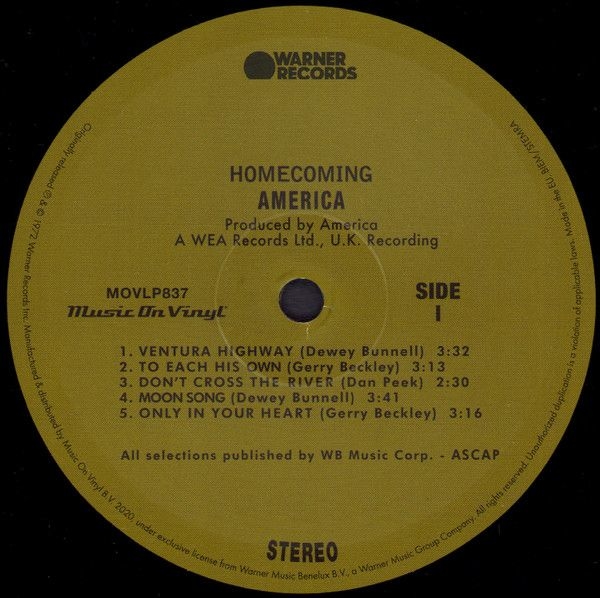 WARNER
RECORDS
HOMECOMING
AMERICA
Produced by America
A WEA Records Ltd., U.K. Recording
MOVLP837
Music On Vinyl
SIDE
1
1. VENTURA HIGHWAY (Dewey Bunnell) 3:32
2. TO EACH HIS OWN (Gerry Beckley) 3:13
3. DON'T CROSS THE RIVER (Dan Peek) 2:30
4. MOON SONG (Dewey Bunnell) 3:41
5. ONLY IN YOUR HEART (Gerry Beckley) 3:16
All selections published by WB Music Corp. - ASCAP
STEREO
Originally released ℗ & © 1972 Warner Records Inc. Manufactured & distributed by Music On Vinyl B.V. 2020, under exclusive license from Warner Music Benelux B.V., a Warner Music Group Company. All rights reserved. Unauthorized duplication is a violation of applicable laws. Made in the EU. BIEM/STEMRA